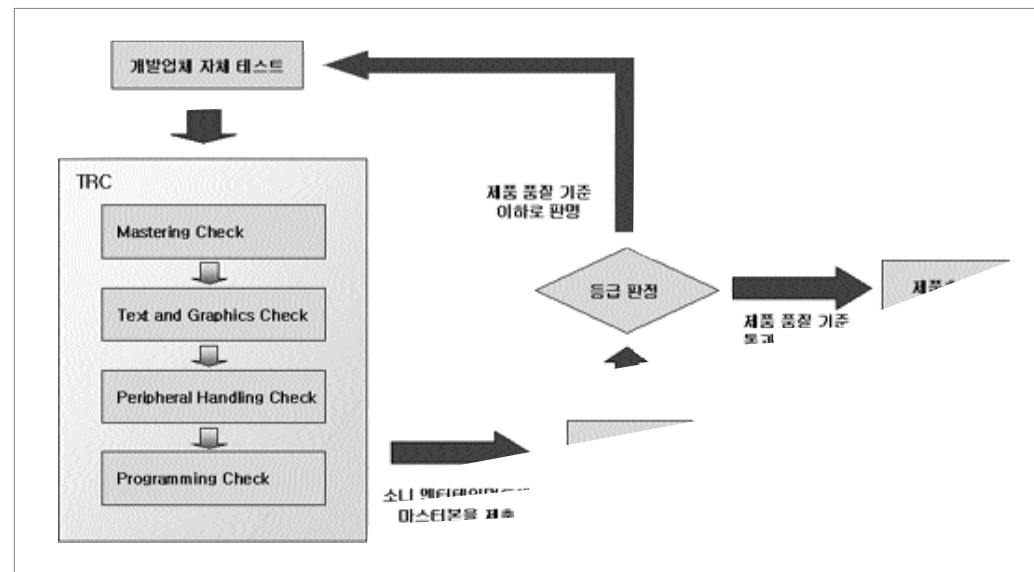 개발업체 자체 테스트
TRC
Mastering Check
Text and Graphics Check
Peripheral Handling Check
Programming Check
제품 품질 기준
이하로 판명
등급 판정
제품 품질 기준
소니
마스터본을